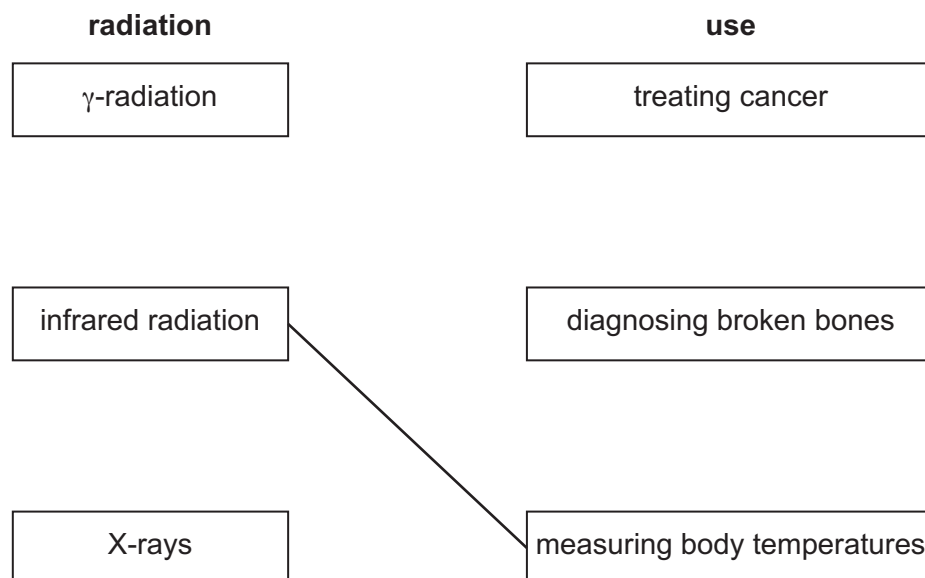 radiation use
γ-radiation treating cancer
infrared radiation diagnosing broken bones
X-rays measuring body temperatures